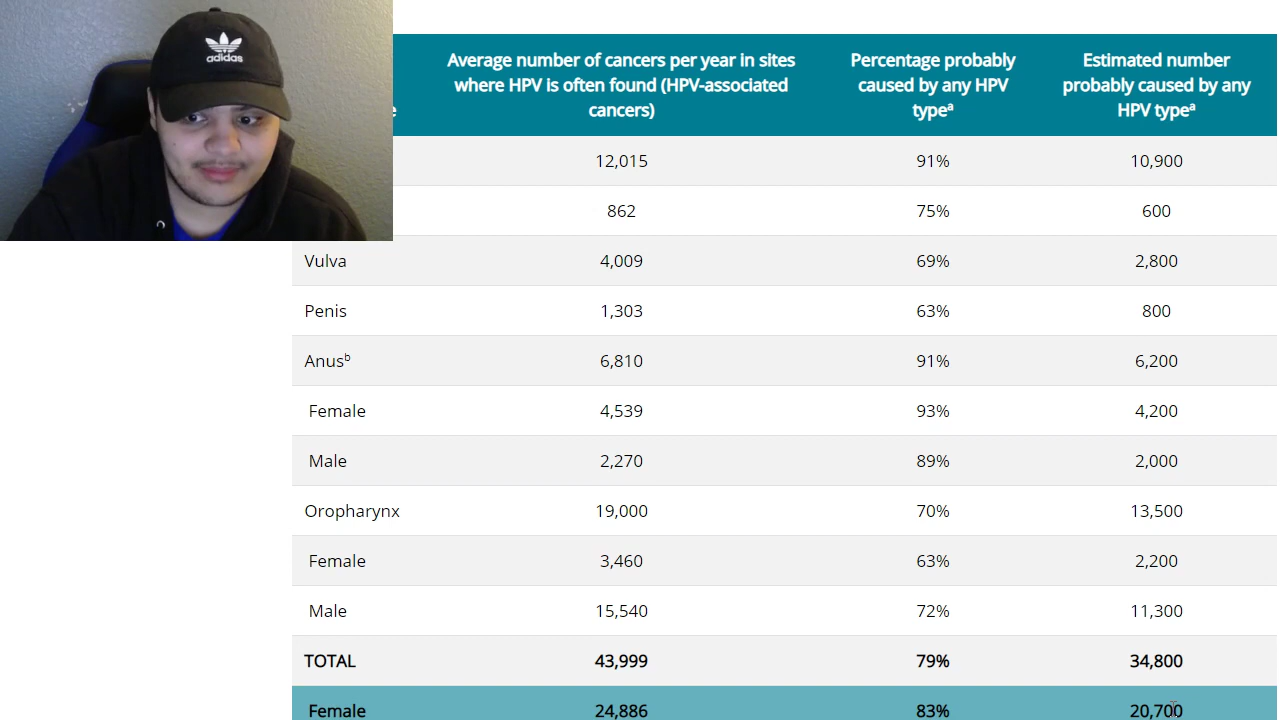 adidas
Average number of cancers per year in sites
where HPV is often found (HPV-associated
cancers)
Percentage probably
caused by any HPV
typeª
Estimated number
probably caused by any
HPV typeª
e
12,015 91% 10,900
862 75% 600
Vulva 4,009 69% 2,800
Penis 1,303 63% 800
Anusᵇ 6,810 91% 6,200
Female 4,539 93% 4,200
Male 2,270 89% 2,000
Oropharynx 19,000 70% 13,500
Female 3,460 63% 2,200
Male 15,540 72% 11,300
TOTAL 43,999 79% 34,800
Female 24,886 83% 20,700